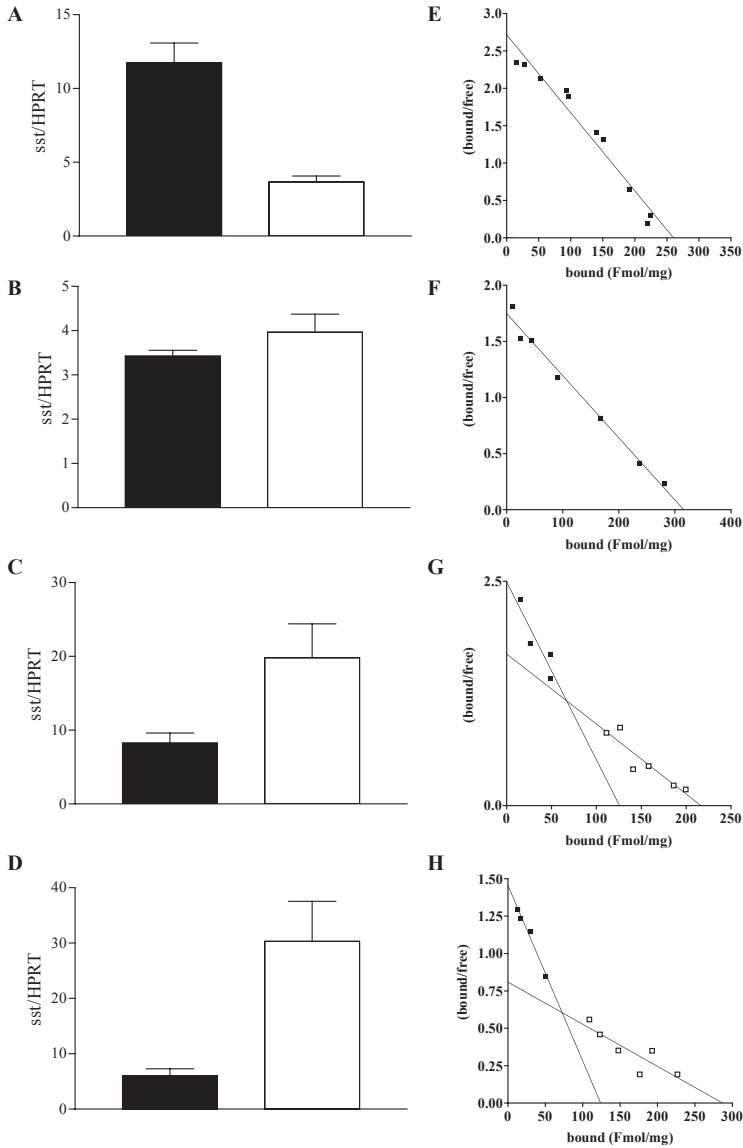 A
15
10
5
0
sst/HPRT
B
5
4
3
2
1
0
sst/HPRT
C
30
20
10
0
sst/HPRT
D
40
30
20
10
0
sst/HPRT
E
3.0
2.5
2.0
1.5
1.0
0.5
0.0
(bound/free)
0 50 100 150 200 250 300 350
bound (Fmol/mg)
F
2.0
1.5
1.0
0.5
0.0
(bound/free)
0 100 200 300 400
bound (Fmol/mg)
G
2.5
0.0
(bound/free)
0 50 100 150 200 250
bound (Fmol/mg)
H
1.50
1.25
1.00
0.75
0.50
0.25
0.00
(bound/free)
0 50 100 150 200 250 300
bound (Fmol/mg)